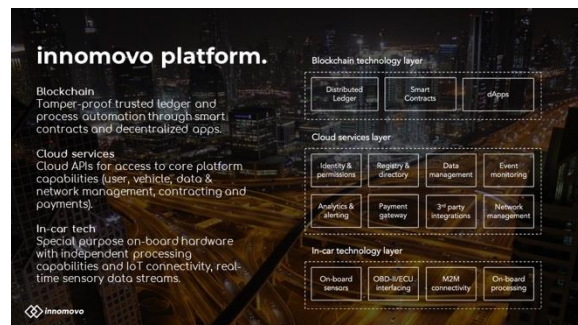 innomovo platform.
Blockchain
Tamper-proof trusted ledger and
process automation through smart
contracts and decentralized apps.
Cloud services
Cloud APIs for access to core platform
capabilities (user, vehicle, data &
network management, contracting and
payments).
In-car tech
Special purpose on-board hardware
with independent processing
capabilities and IoT connectivity, real-
time sensory data streams.
innomovo
Blockchain technology layer
Distributed
Ledger
Smart
Contracts
dApps
Cloud services layer
Identity &
permissions
Registry &
directory
Data
management
Event
monitoring
Analytics &
alerting
Payment
gateway
3rd party
integrations
Network
management
In-car technology layer
On-board
sensors
OBD-II/ECU
interfacing
M2M
connectivity
On-board
processing